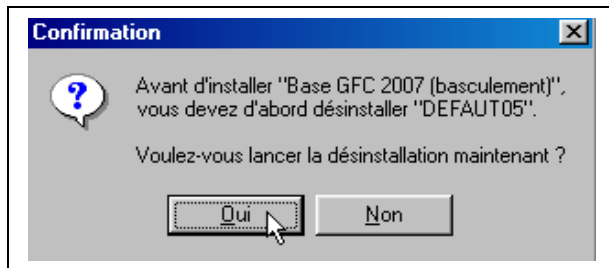 Confirmation
Avant d'installer "Base GFC 2007 (basculement)",
vous devez d'abord désinstaller "DEFAUT05".
Voulez-vous lancer la désinstallation maintenant ?
Oui
Non